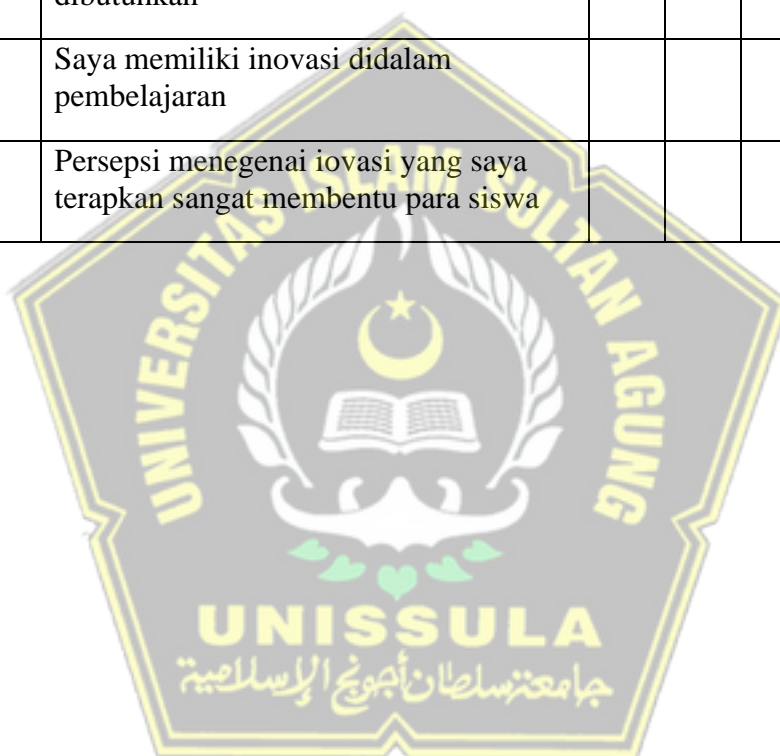 dibutuhkan
Saya memiliki inovasi didalam
pembelajaran
Persepsi menegenai iovasi yang saya
terapkan sangat membentu para siswa
UNIVERSITAS ISLAM SULTAN AGUNG
UNISSULA
جامعة سلطان أجونج الإسلامية